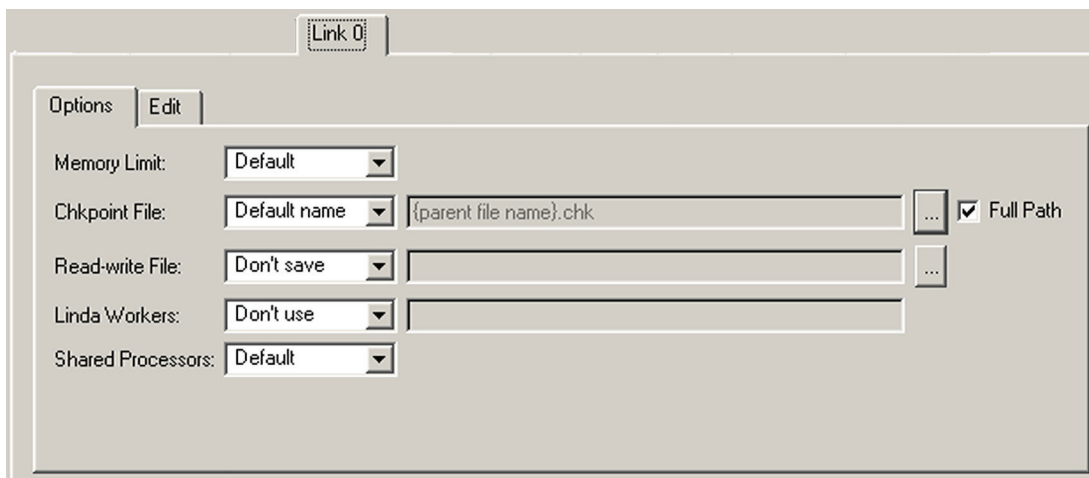 Link 0
Options Edit
Memory Limit: Default
Chkpoint File: Default name {parent file name}.chk ... Full Path
Read-write File: Don't save ...
Linda Workers: Don't use
Shared Processors: Default